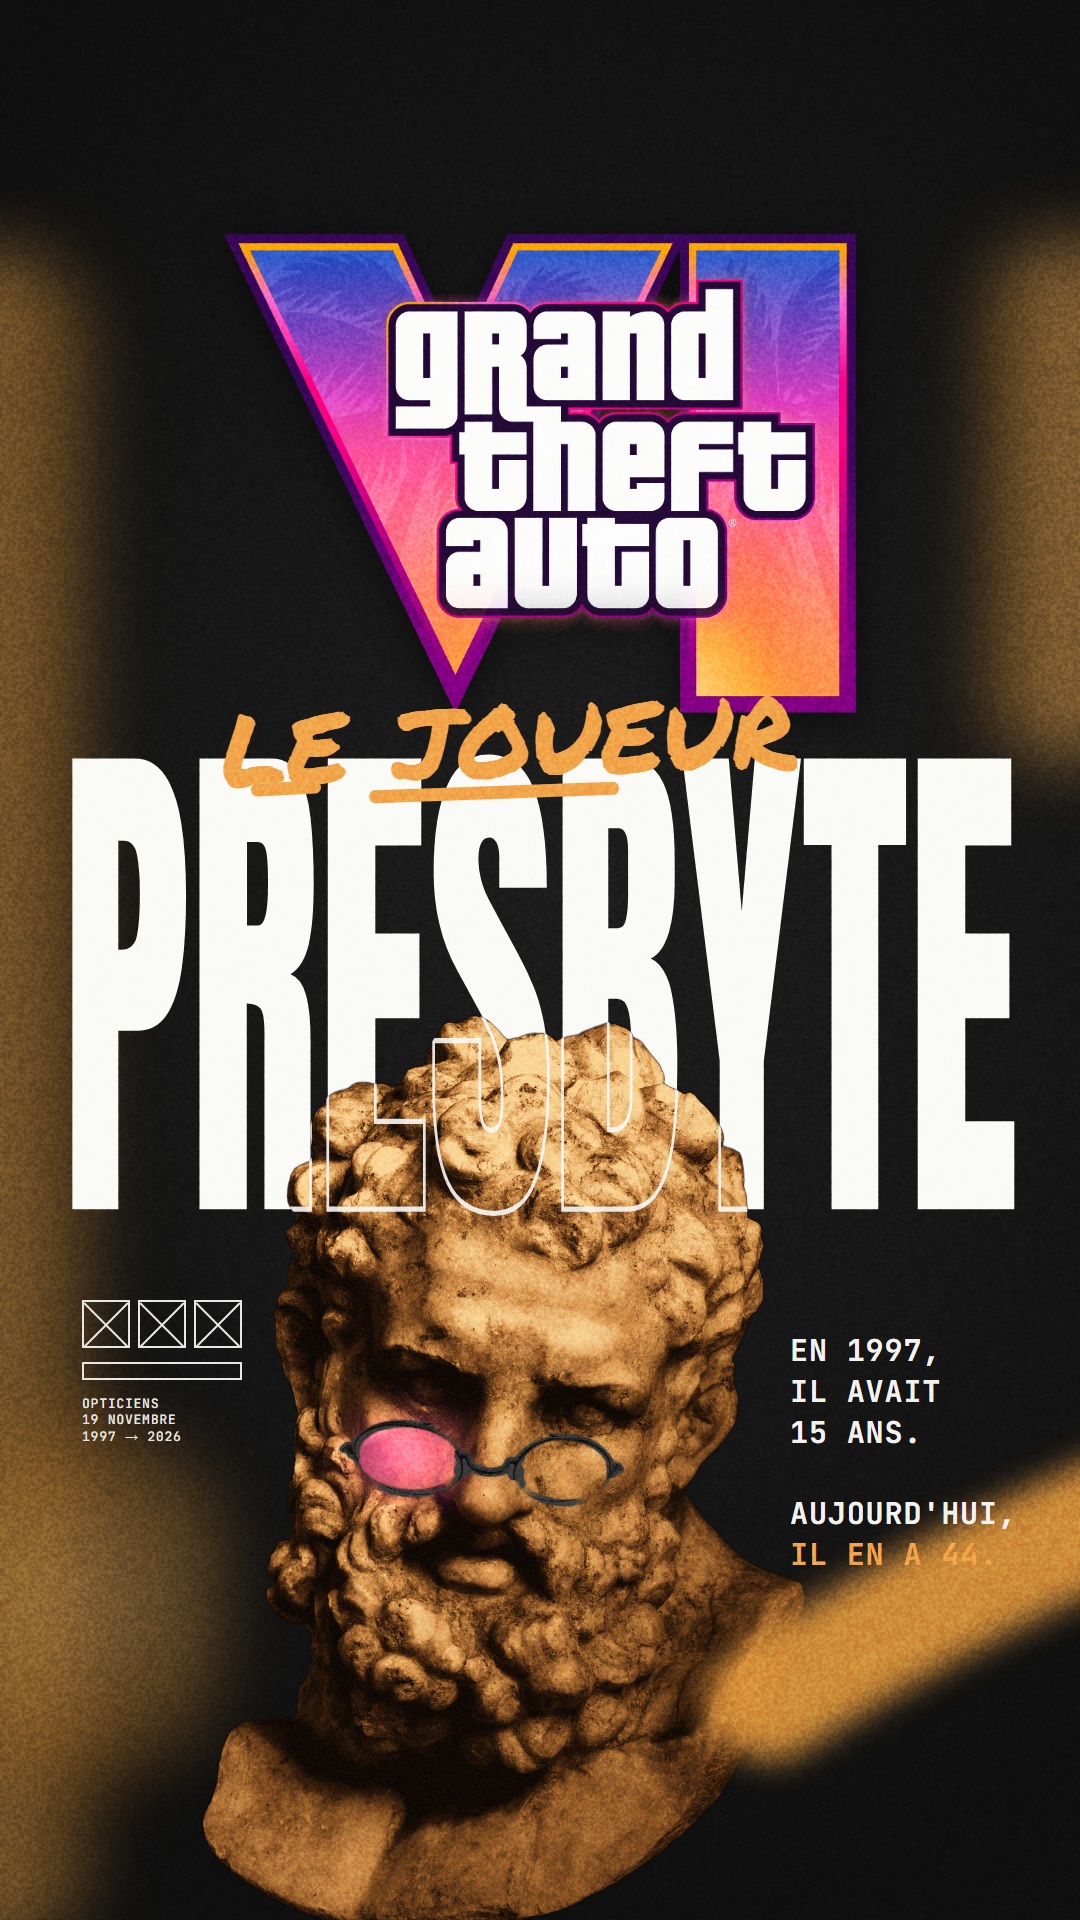 VI
grand
theft
auto®
LE JOUEUR
PRESBYTE
OPTICIENS
19 NOVEMBRE
1997 → 2026
EN 1997,
IL AVAIT
15 ANS.
AUJOURD'HUI,
IL EN A 44.